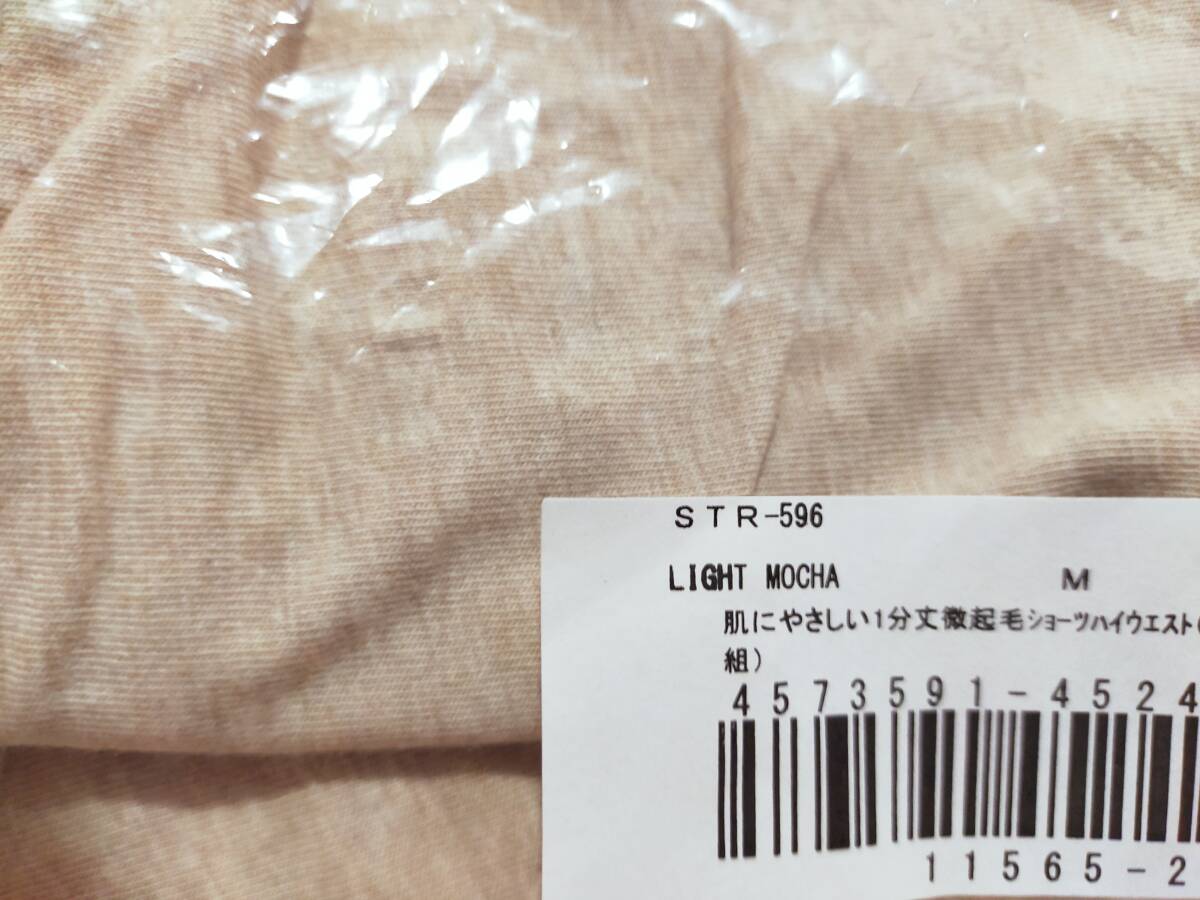 STR-596
LIGHT MOCHA M
肌にやさしい1分丈微起毛ショーツハイウエスト(
組)
4573591-4524
11565-2